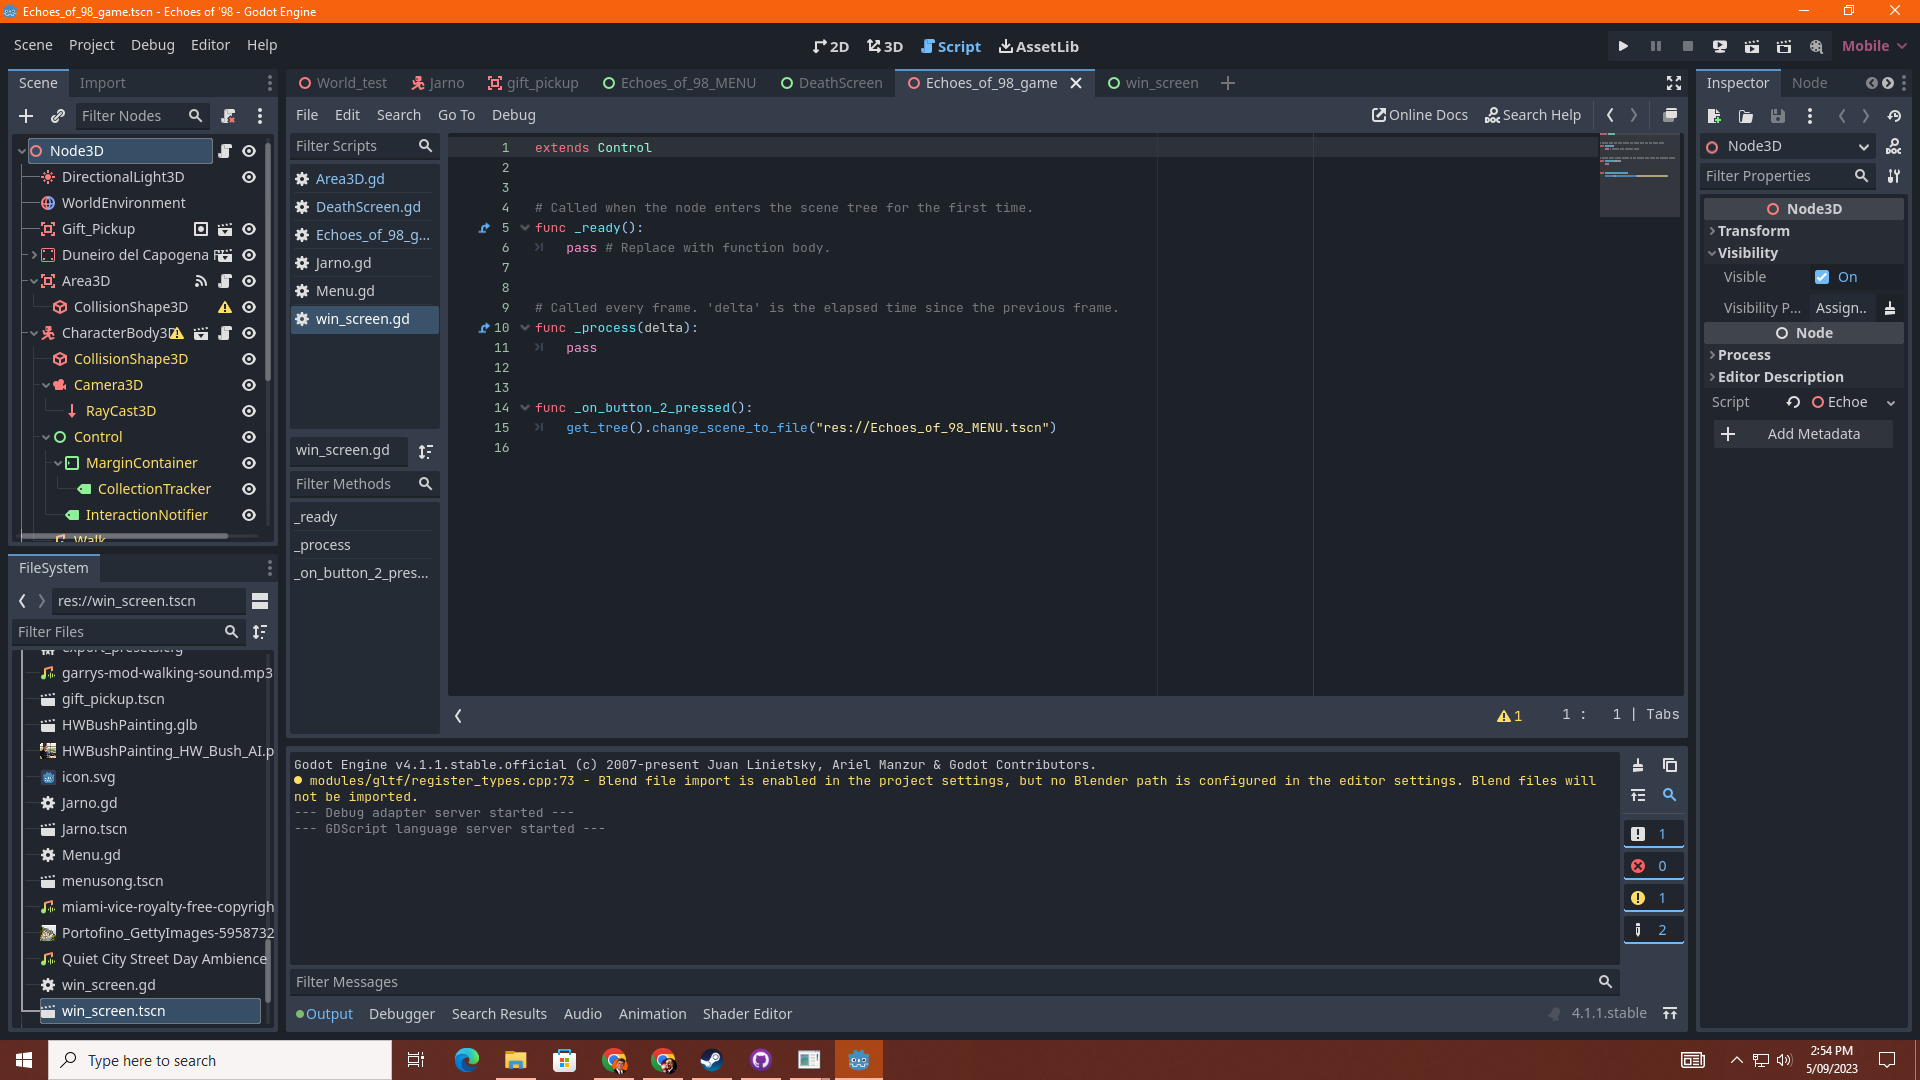 Echoes_of_98_game.tscn - Echoes of '98 - Godot Engine
Scene Project Debug Editor Help
2D 3D Script AssetLib
Mobile
Scene Import
World_test Jarno gift_pickup Echoes_of_98_MENU DeathScreen Echoes_of_98_game win_screen
Inspector Node
Filter Nodes
File Edit Search Go To Debug
Online Docs Search Help
Node3D
DirectionalLight3D
WorldEnvironment
Gift_Pickup
Duneiro del Capogena
Area3D
CollisionShape3D
CharacterBody3D
CollisionShape3D
Camera3D
RayCast3D
Control
MarginContainer
CollectionTracker
InteractionNotifier
Walk
FileSystem
res://win_screen.tscn
Filter Files
export_presets.cfg
garrys-mod-walking-sound.mp3
gift_pickup.tscn
HWBushPainting.glb
HWBushPainting_HW_Bush_AI.p
icon.svg
Jarno.gd
Jarno.tscn
Menu.gd
menusong.tscn
miami-vice-royalty-free-copyrigh
Portofino_GettyImages-5958732
Quiet City Street Day Ambience
win_screen.gd
win_screen.tscn
Filter Scripts
Area3D.gd
DeathScreen.gd
Echoes_of_98_g...
Jarno.gd
Menu.gd
win_screen.gd
win_screen.gd
Filter Methods
_ready
_process
_on_button_2_pres...
1 extends Control
2
3
4 # Called when the node enters the scene tree for the first time.
5 func _ready():
6 pass # Replace with function body.
7
8
9 # Called every frame. 'delta' is the elapsed time since the previous frame.
10 func _process(delta):
11 pass
12
13
14 func _on_button_2_pressed():
15 get_tree().change_scene_to_file("res://Echoes_of_98_MENU.tscn")
16
1 1 : 1 | Tabs
Godot Engine v4.1.1.stable.official (c) 2007-present Juan Linietsky, Ariel Manzur & Godot Contributors.
modules/gltf/register_types.cpp:73 - Blend file import is enabled in the project settings, but no Blender path is configured in the editor settings. Blend files will
not be imported.
--- Debug adapter server started ---
--- GDScript language server started ---
1
0
1
2
Filter Messages
Output Debugger Search Results Audio Animation Shader Editor
4.1.1.stable
Node3D
Filter Properties
Node3D
Transform
Visibility
Visible On
Visibility P... Assign..
Node
Process
Editor Description
Script Echoe
Add Metadata
Type here to search
2:54 PM
5/09/2023